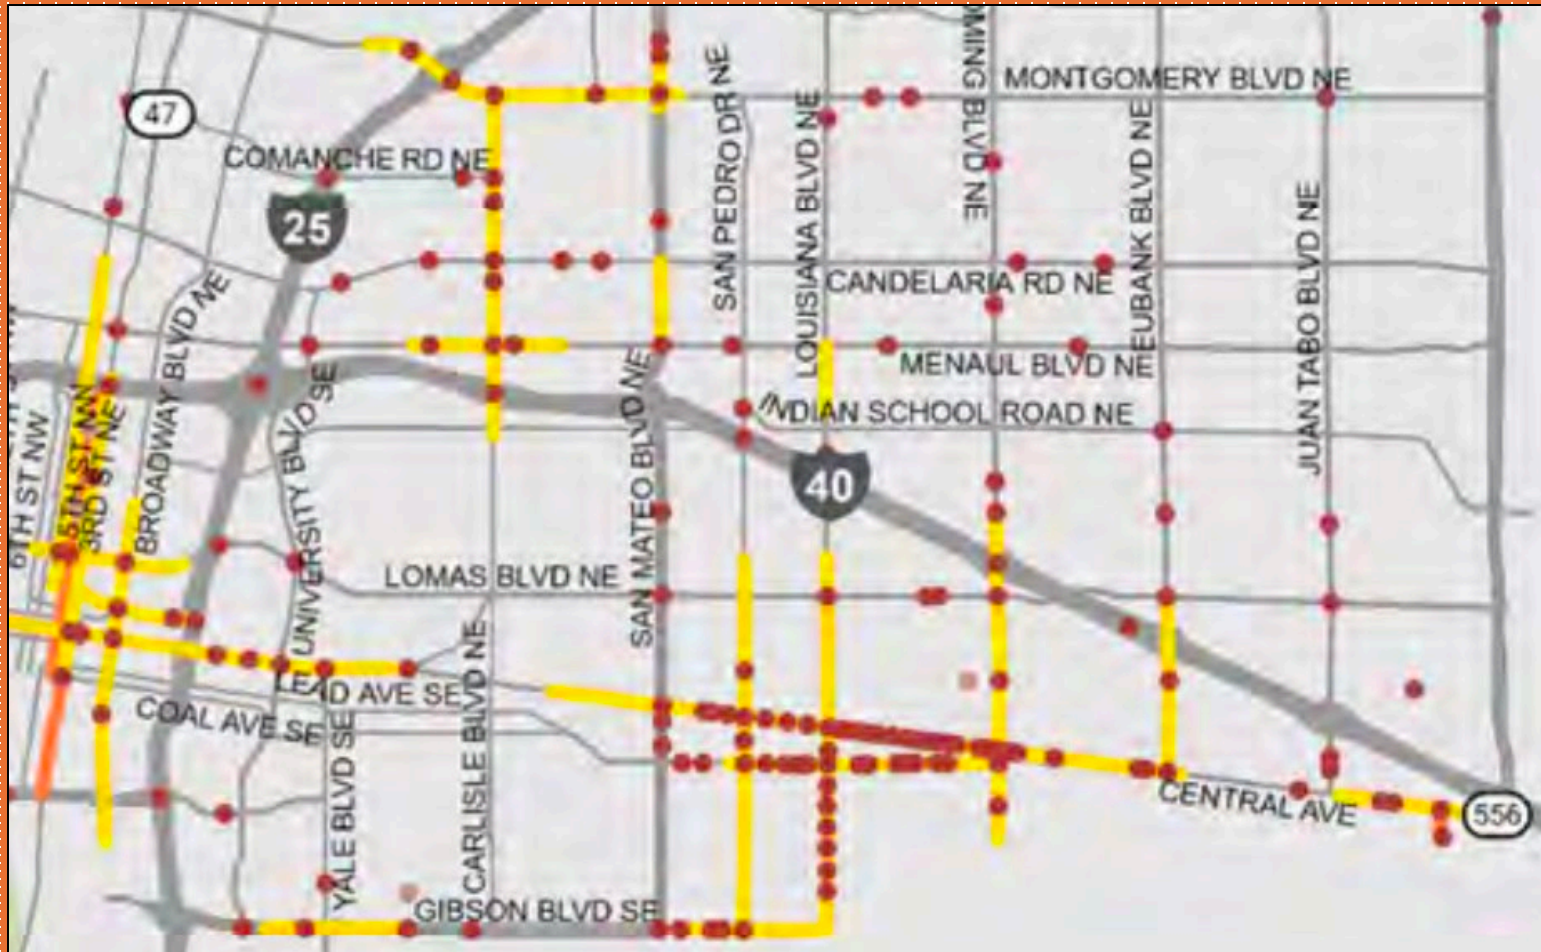 MONTGOMERY BLVD NE
47
COMANCHE RD NE
25
SAN PEDRO DR NE
LOUISIANA BLVD NE
OMING BLVD NE
EUBANK BLVD NE
JUAN TABO BLVD NE
CANDELARIA RD NE
MENAUL BLVD NE
INDIAN SCHOOL ROAD NE
6TH ST NW
5TH ST NW
3RD ST NE
BROADWAY BLVD NE
UNIVERSITY BLVD SE
SAN MATEO BLVD NE
40
LOMAS BLVD NE
LEAD AVE SE
COAL AVE SE
YALE BLVD SE
CARLISLE BLVD NE
CENTRAL AVE
556
GIBSON BLVD SE